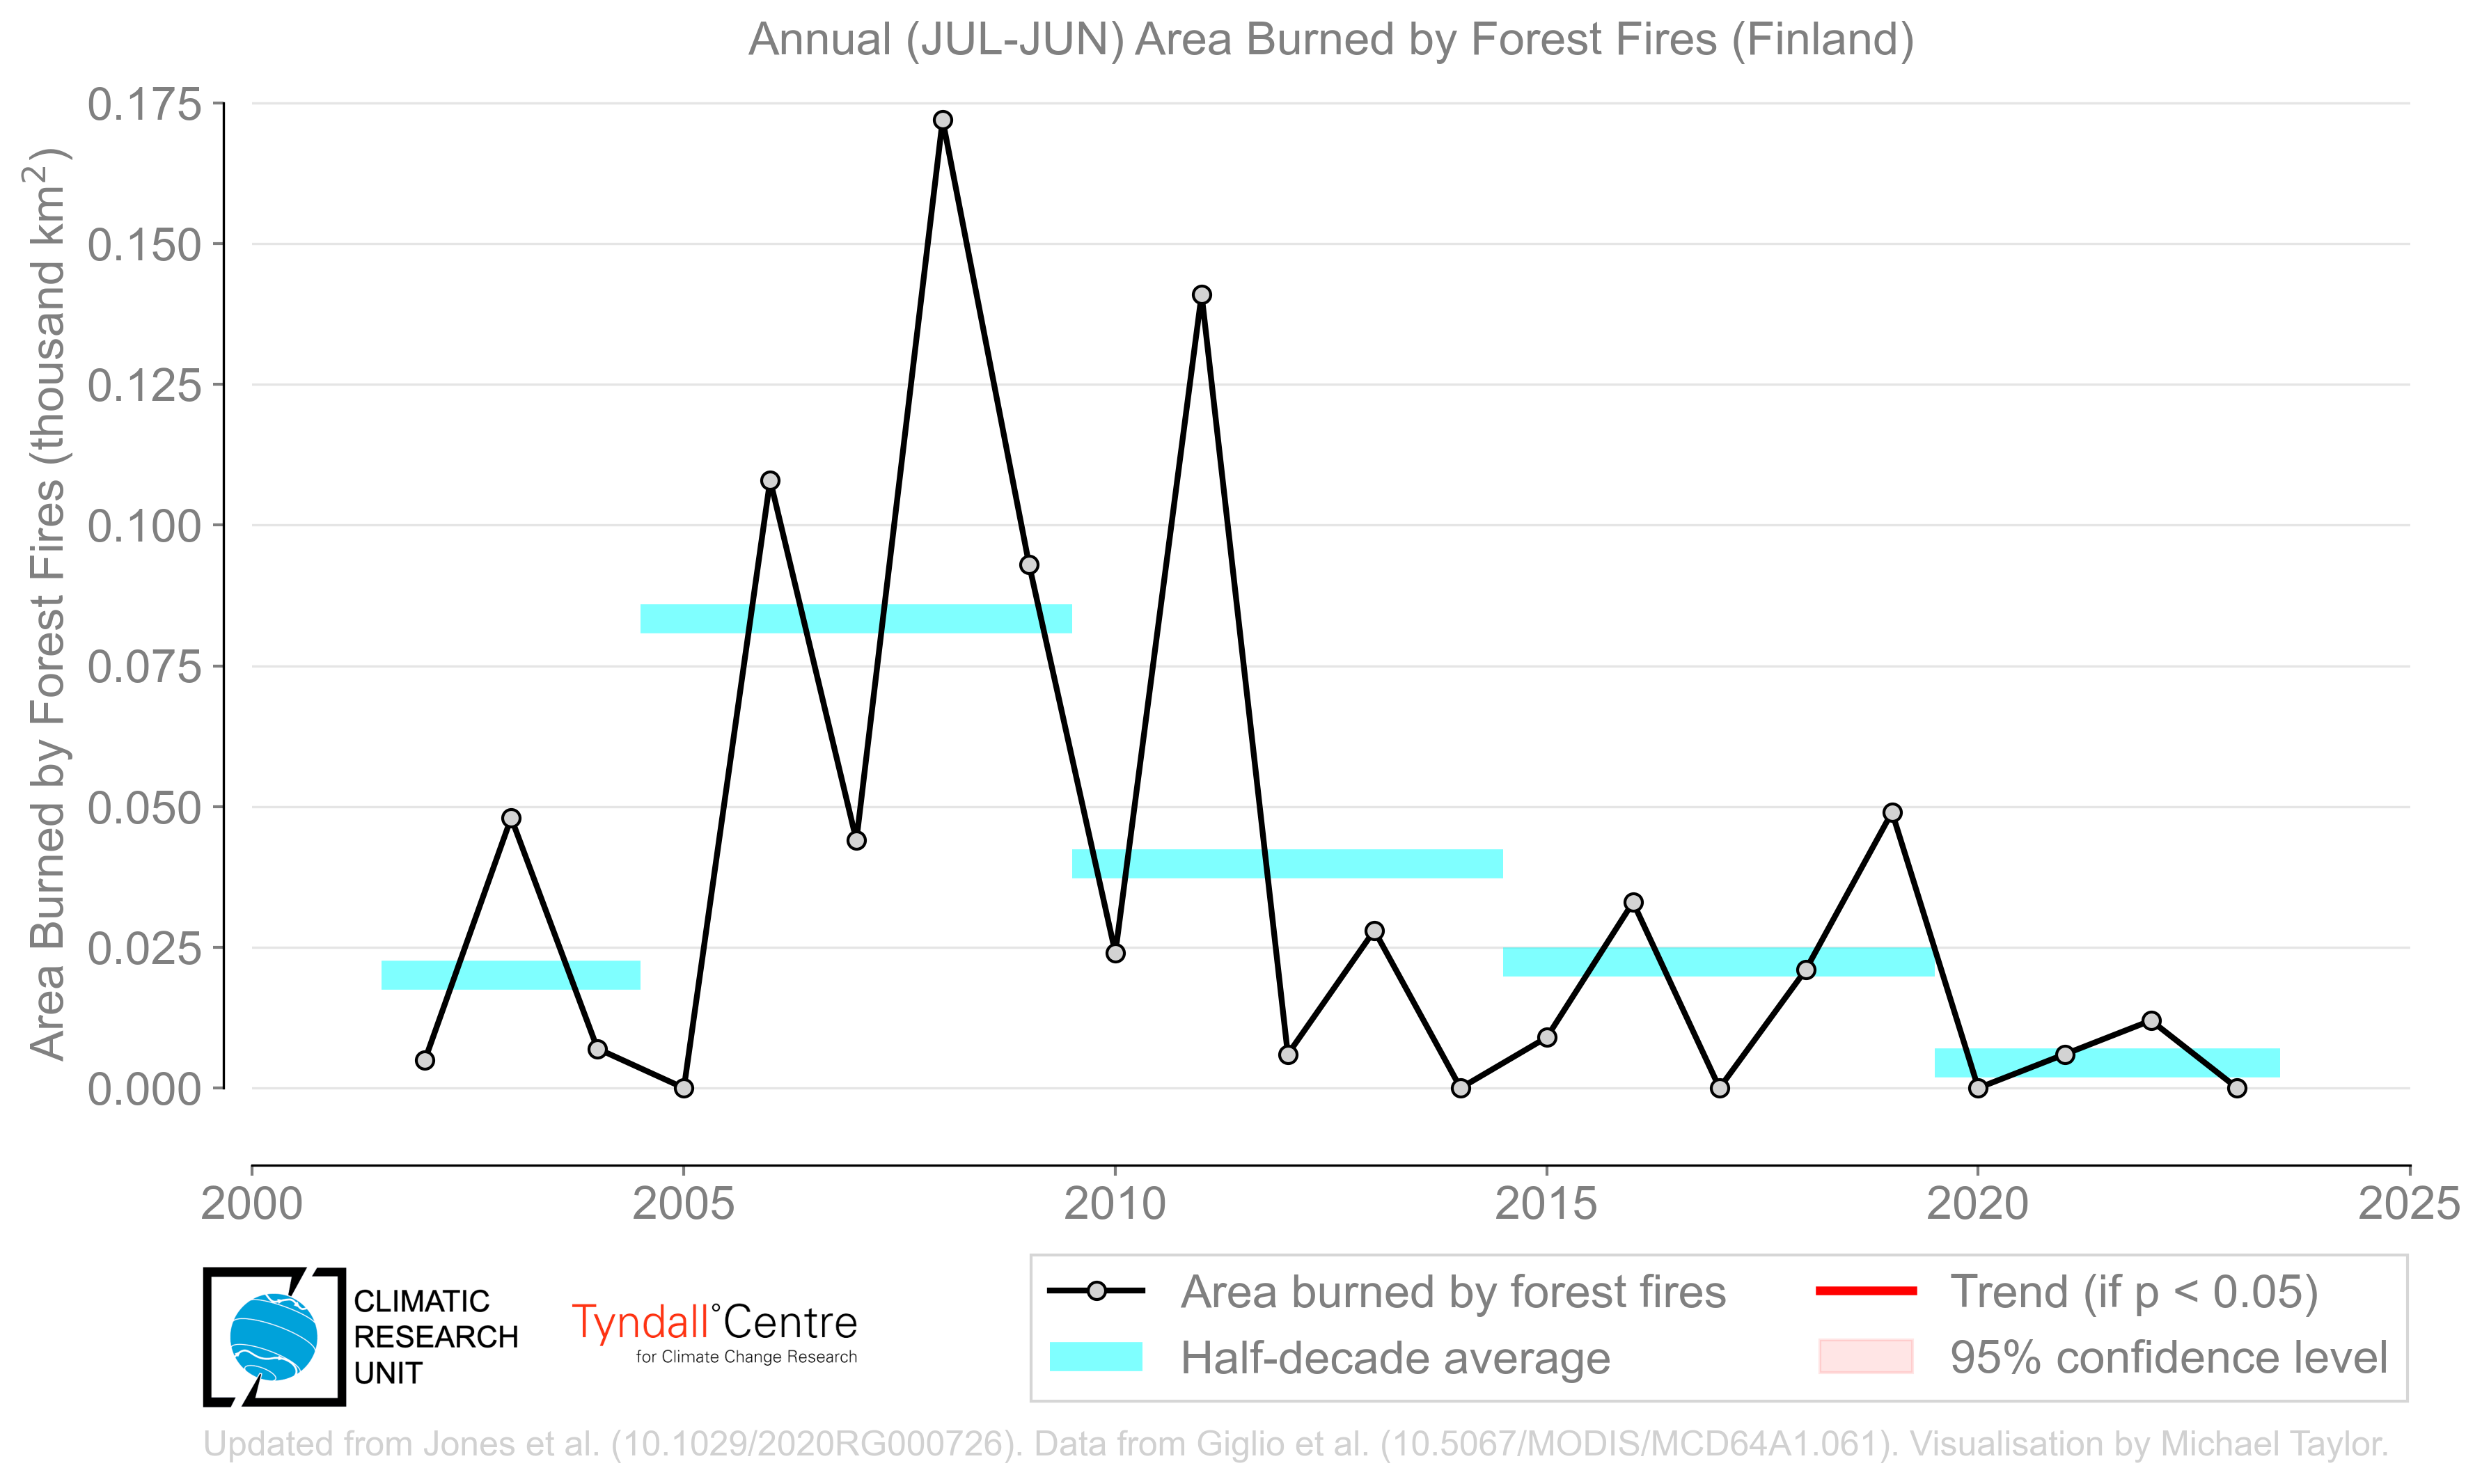 Annual (JUL-JUN) Area Burned by Forest Fires (Finland)
Area Burned by Forest Fires (thousand km²)
0.175
0.150
0.125
0.100
0.075
0.050
0.025
0.000
2000 2005 2010 2015 2020 2025
CLIMATIC
RESEARCH
UNIT
Tyndall°Centre
for Climate Change Research
Area burned by forest fires
Half-decade average
Trend (if p < 0.05)
95% confidence level
Updated from Jones et al. (10.1029/2020RG000726). Data from Giglio et al. (10.5067/MODIS/MCD64A1.061). Visualisation by Michael Taylor.